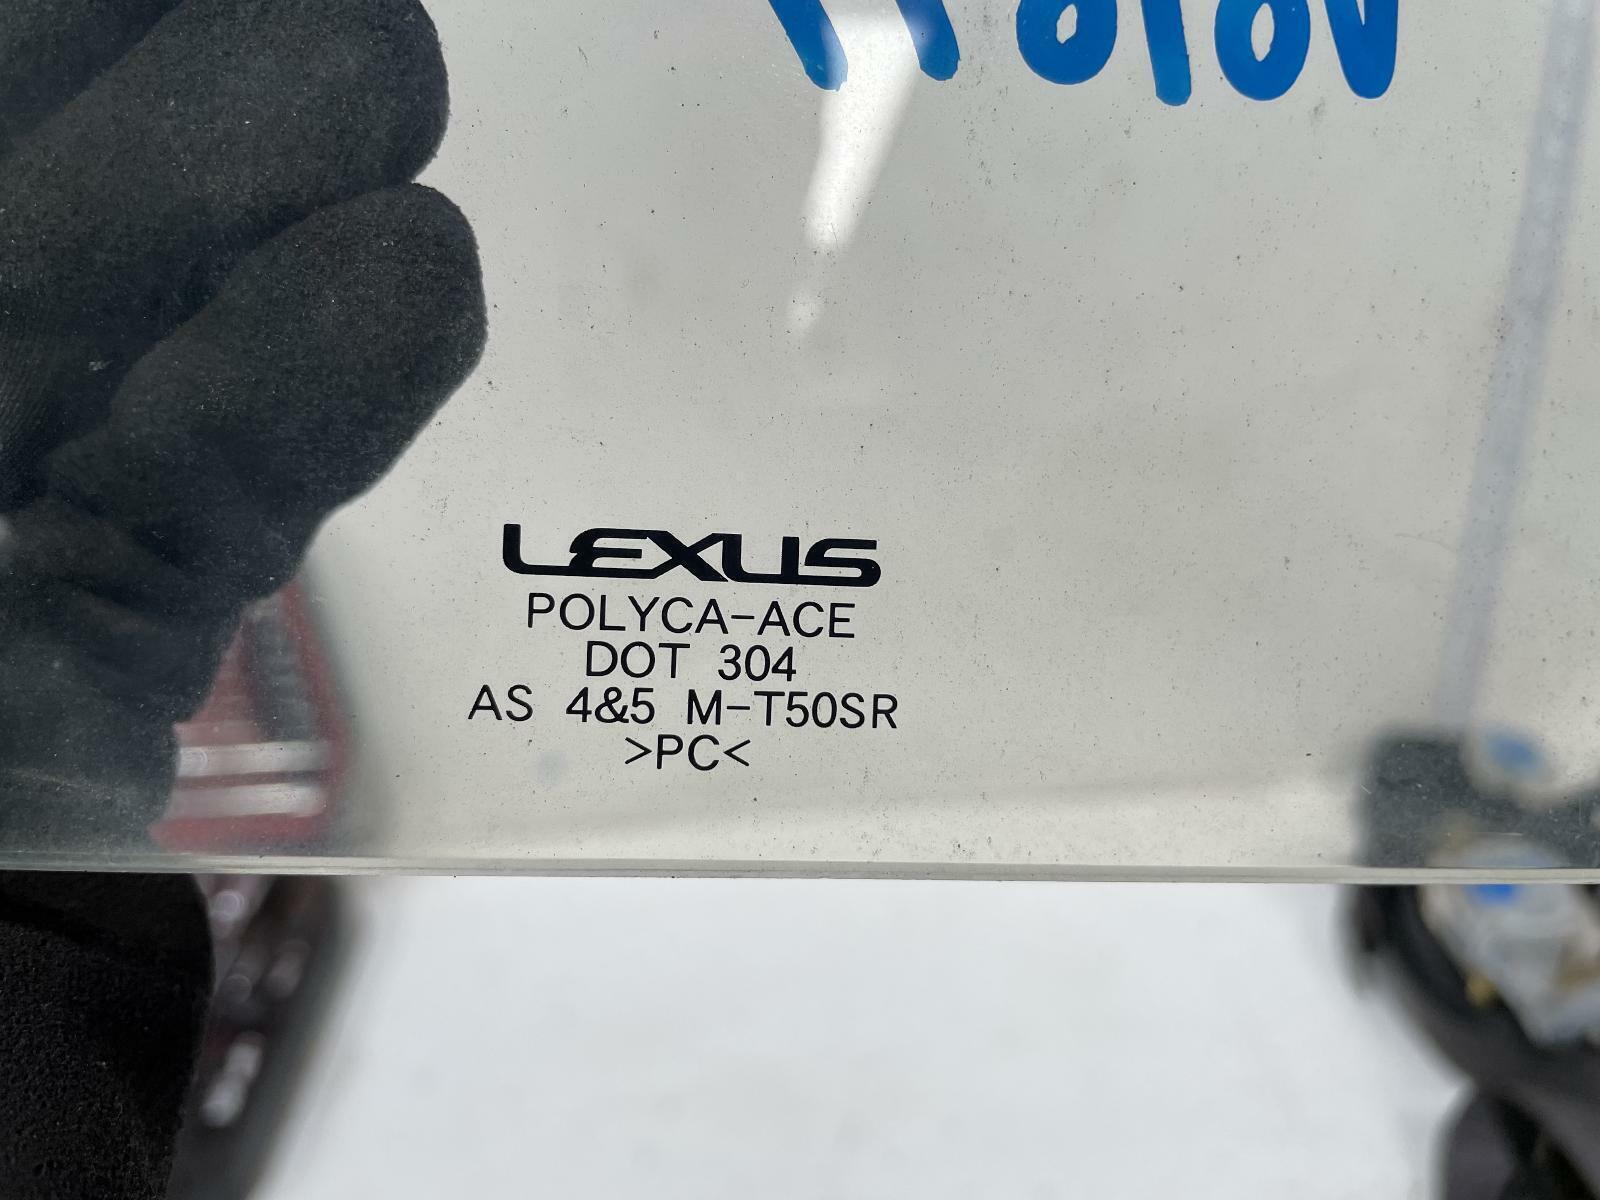 LEXUS
POLYCA-ACE
DOT 304
AS 4&5 M-T50SR
>PC<